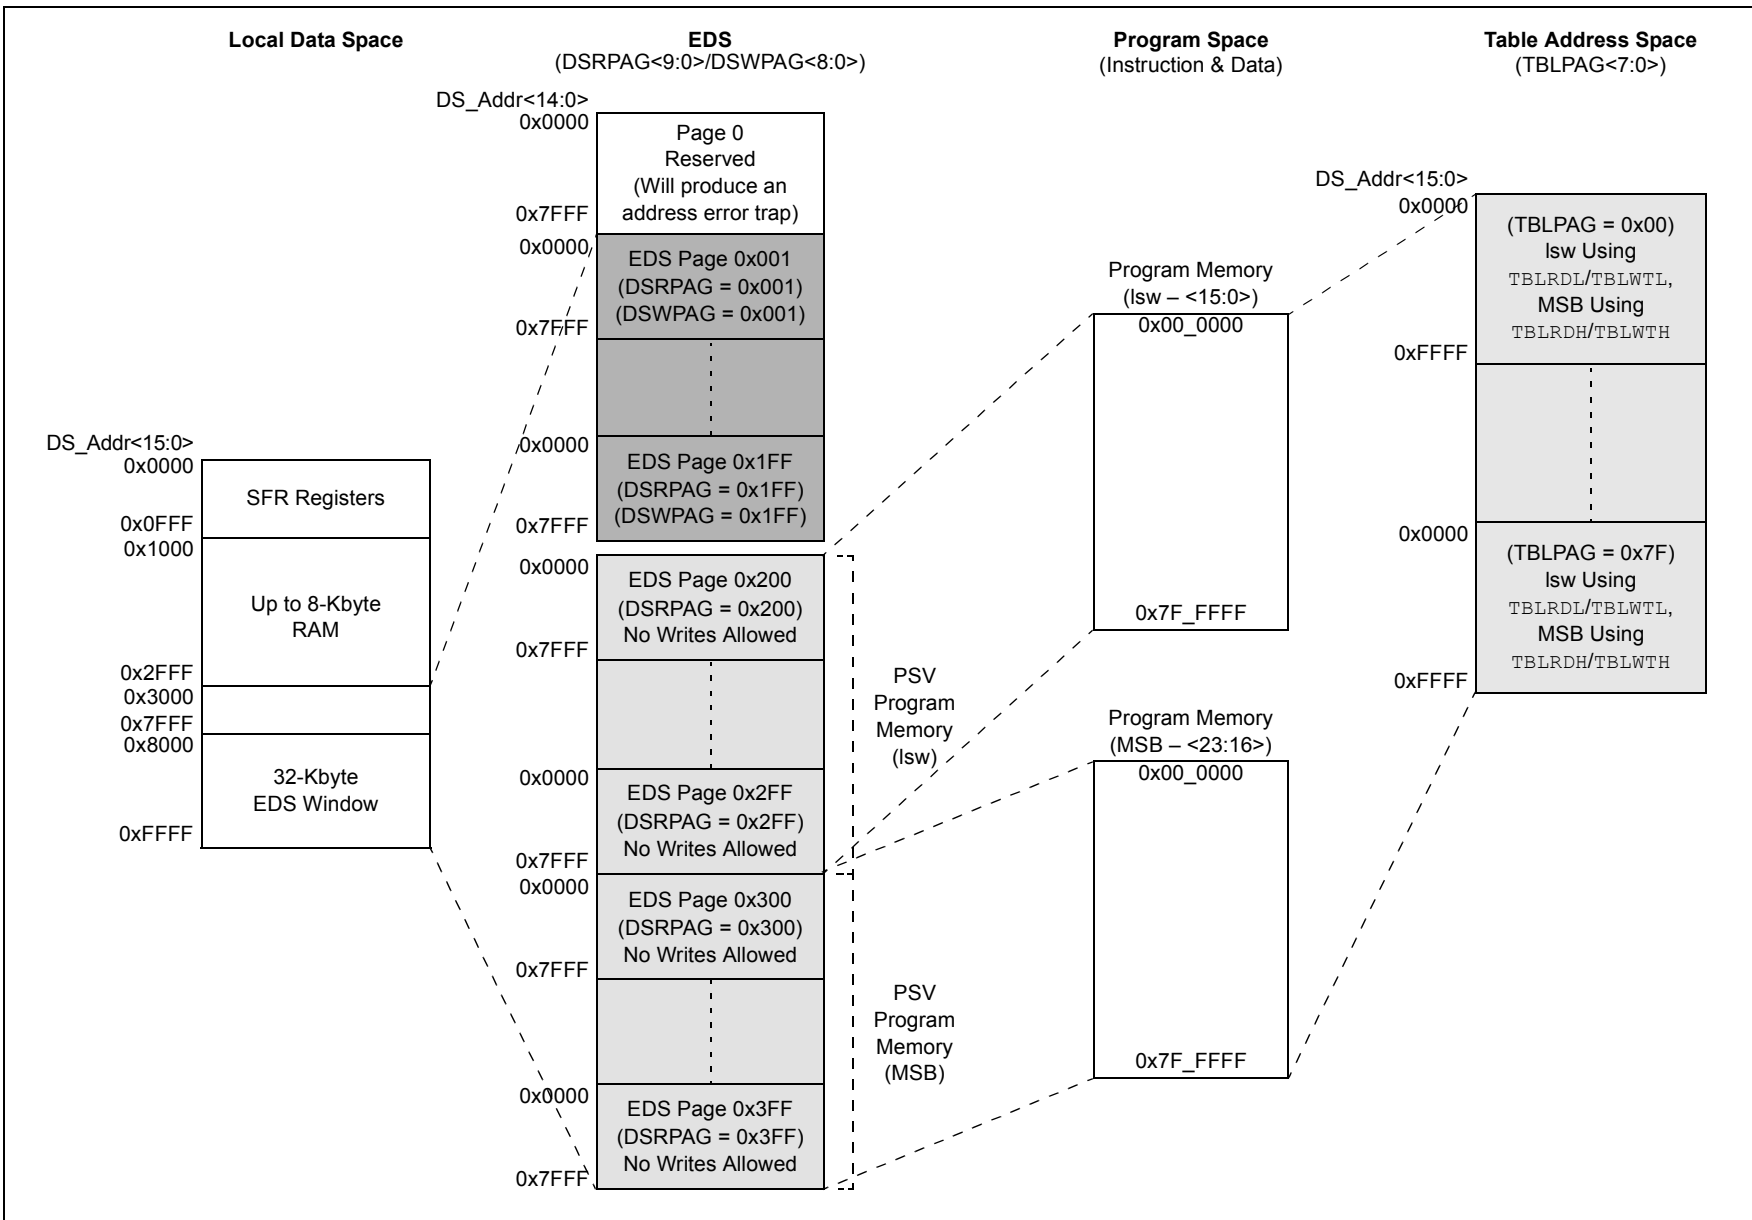 Local Data Space
DS_Addr<15:0>
0x0000
SFR Registers
0x0FFF
0x1000
Up to 8-Kbyte
RAM
0x2FFF
0x3000
0x7FFF
0x8000
32-Kbyte
EDS Window
0xFFFF
EDS
(DSRPAG<9:0>/DSWPAG<8:0>)
DS_Addr<14:0>
0x0000
Page 0
Reserved
(Will produce an
address error trap)
0x7FFF
0x0000
EDS Page 0x001
(DSRPAG = 0x001)
(DSWPAG = 0x001)
0x7FFF
0x0000
EDS Page 0x1FF
(DSRPAG = 0x1FF)
(DSWPAG = 0x1FF)
0x7FFF
0x0000
EDS Page 0x200
(DSRPAG = 0x200)
No Writes Allowed
0x7FFF
0x0000
EDS Page 0x2FF
(DSRPAG = 0x2FF)
No Writes Allowed
0x7FFF
0x0000
EDS Page 0x300
(DSRPAG = 0x300)
No Writes Allowed
0x7FFF
0x0000
EDS Page 0x3FF
(DSRPAG = 0x3FF)
No Writes Allowed
0x7FFF
PSV
Program
Memory
(lsw)
PSV
Program
Memory
(MSB)
Program Space
(Instruction & Data)
Program Memory
(lsw – <15:0>)
0x00_0000
0x7F_FFFF
Program Memory
(MSB – <23:16>)
0x00_0000
0x7F_FFFF
Table Address Space
(TBLPAG<7:0>)
DS_Addr<15:0>
0x0000
(TBLPAG = 0x00)
lsw Using
TBLRDL/TBLWTL,
MSB Using
TBLRDH/TBLWTH
0xFFFF
0x0000
(TBLPAG = 0x7F)
lsw Using
TBLRDL/TBLWTL,
MSB Using
TBLRDH/TBLWTH
0xFFFF